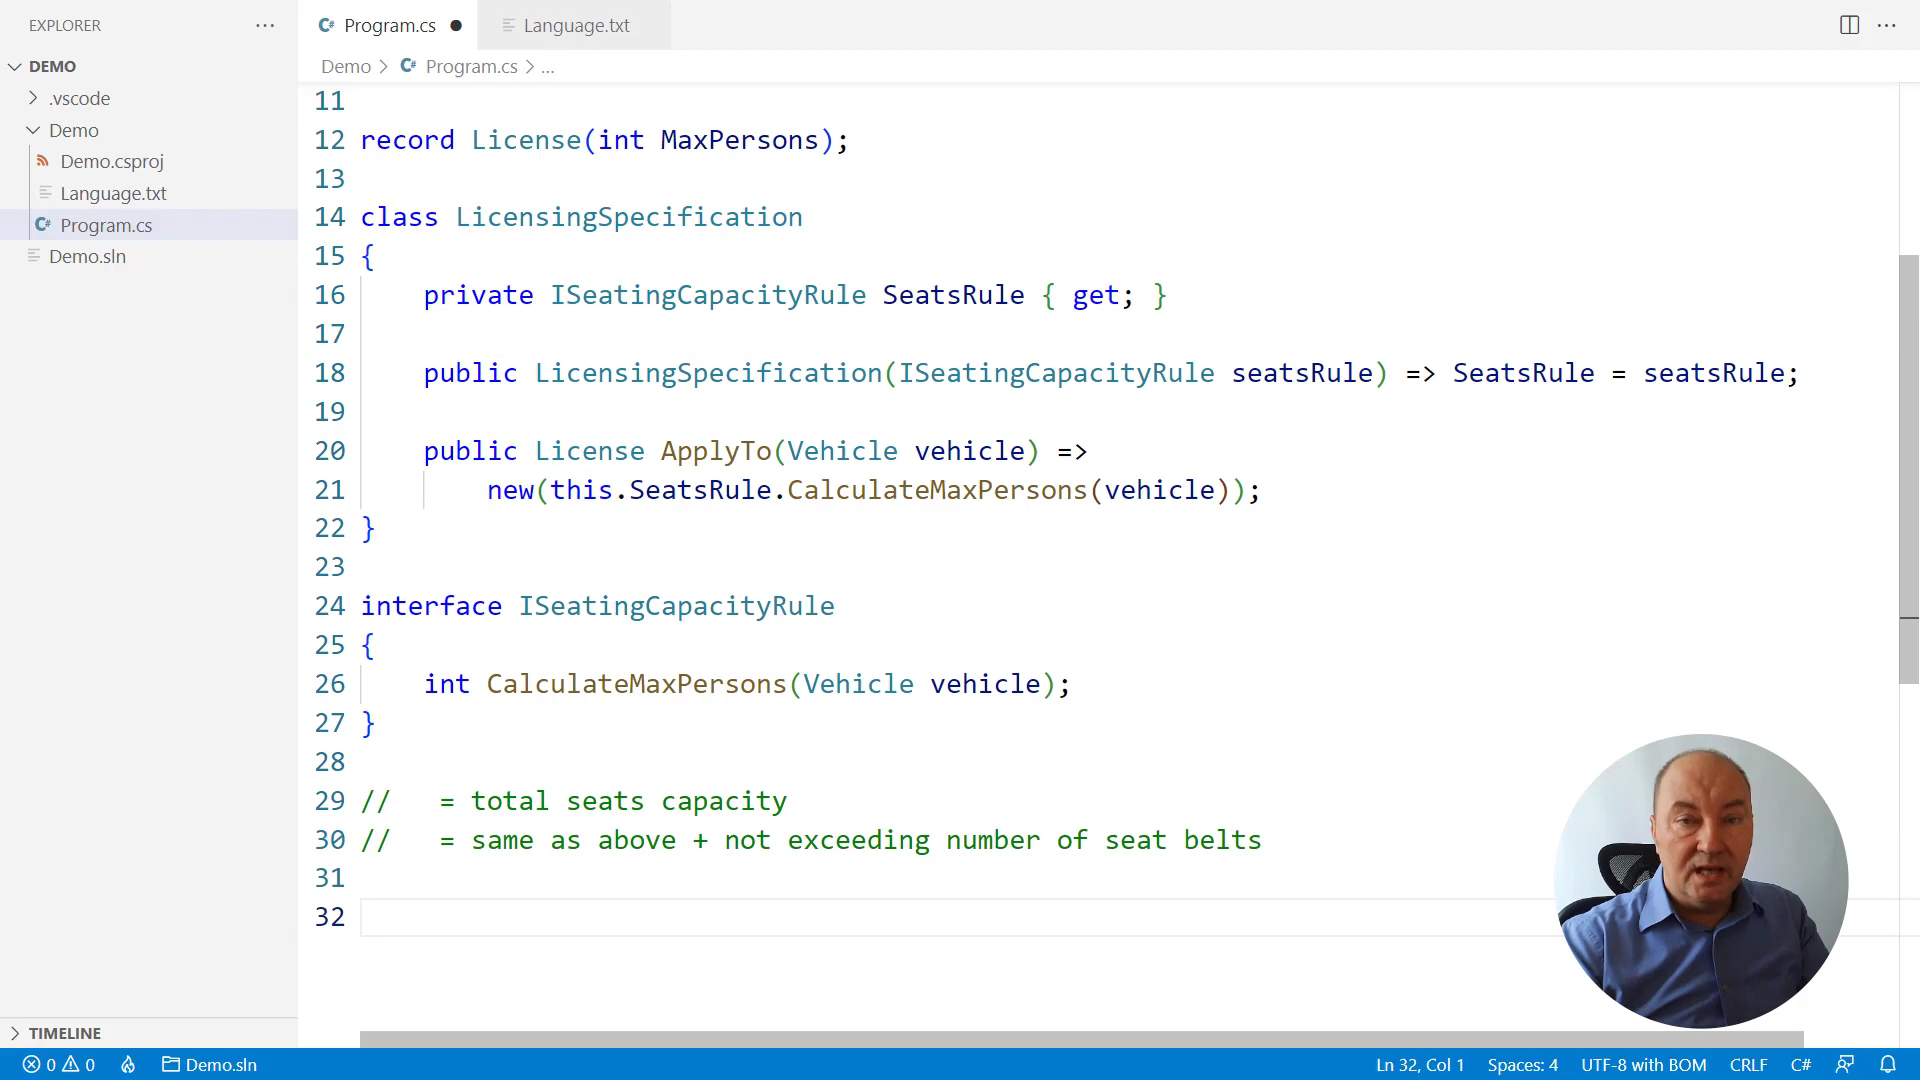 EXPLORER
DEMO
.vscode
Demo
Demo.csproj
Language.txt
Program.cs
Demo.sln
TIMELINE
C# Program.cs
Language.txt
Demo > C# Program.cs > ...
11
12 record License(int MaxPersons);
13
14 class LicensingSpecification
15 {
16 private ISeatingCapacityRule SeatsRule { get; }
17
18 public LicensingSpecification(ISeatingCapacityRule seatsRule) => SeatsRule = seatsRule;
19
20 public License ApplyTo(Vehicle vehicle) =>
21 new(this.SeatsRule.CalculateMaxPersons(vehicle));
22 }
23
24 interface ISeatingCapacityRule
25 {
26 int CalculateMaxPersons(Vehicle vehicle);
27 }
28
29 // = total seats capacity
30 // = same as above + not exceeding number of seat belts
31
32
0 0 Demo.sln Ln 32, Col 1 Spaces: 4 UTF-8 with BOM CRLF C#